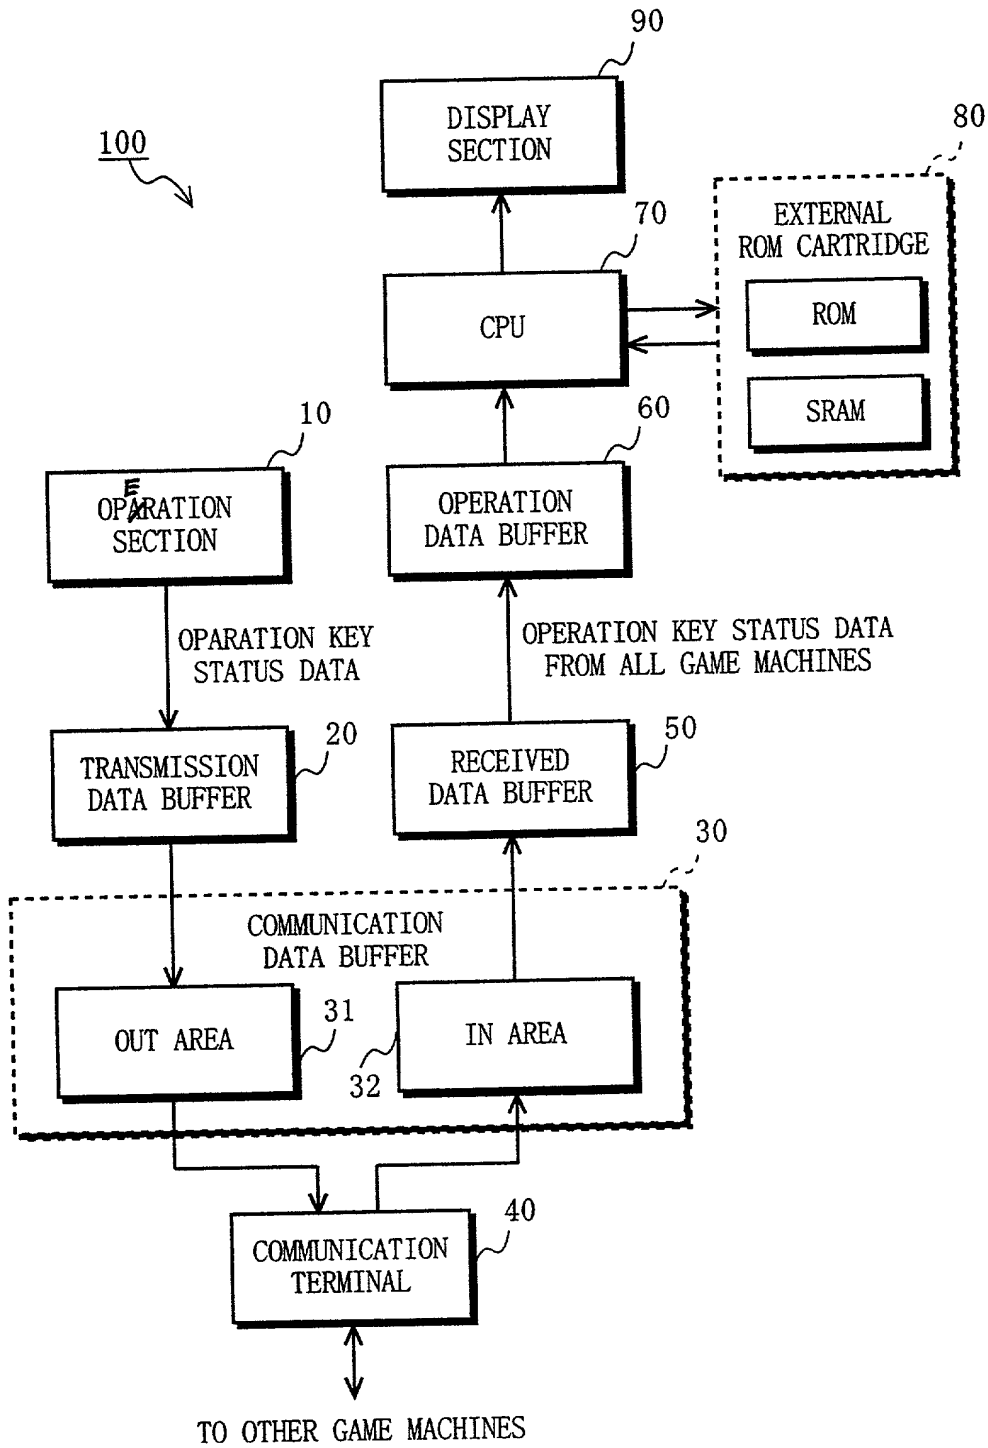 90
DISPLAY
SECTION
100
80
EXTERNAL
ROM CARTRIDGE
70
CPU
ROM
SRAM
10
60
E
OPARATION
SECTION
OPERATION
DATA BUFFER
OPARATION KEY
STATUS DATA
OPERATION KEY STATUS DATA
FROM ALL GAME MACHINES
20
TRANSMISSION
DATA BUFFER
50
RECEIVED
DATA BUFFER
30
COMMUNICATION
DATA BUFFER
OUT AREA
31
32
IN AREA
40
COMMUNICATION
TERMINAL
TO OTHER GAME MACHINES